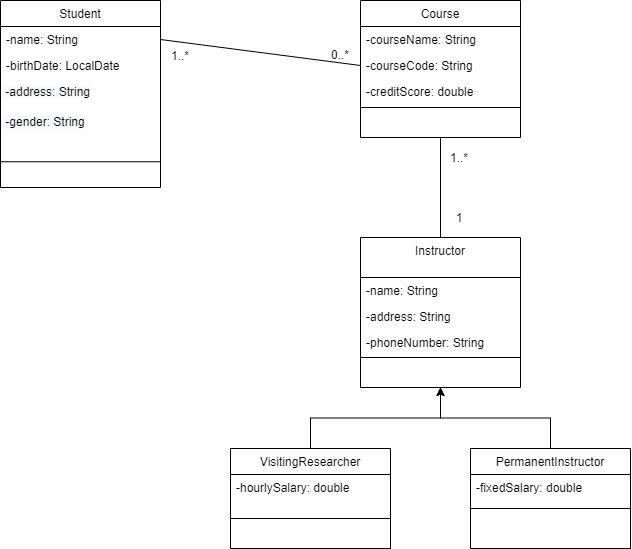 Student
-name: String
-birthDate: LocalDate
-address: String
-gender: String
1..*
0..*
Course
-courseName: String
-courseCode: String
-creditScore: double
1..*
1
Instructor
-name: String
-address: String
-phoneNumber: String
VisitingResearcher
-hourlySalary: double
PermanentInstructor
-fixedSalary: double